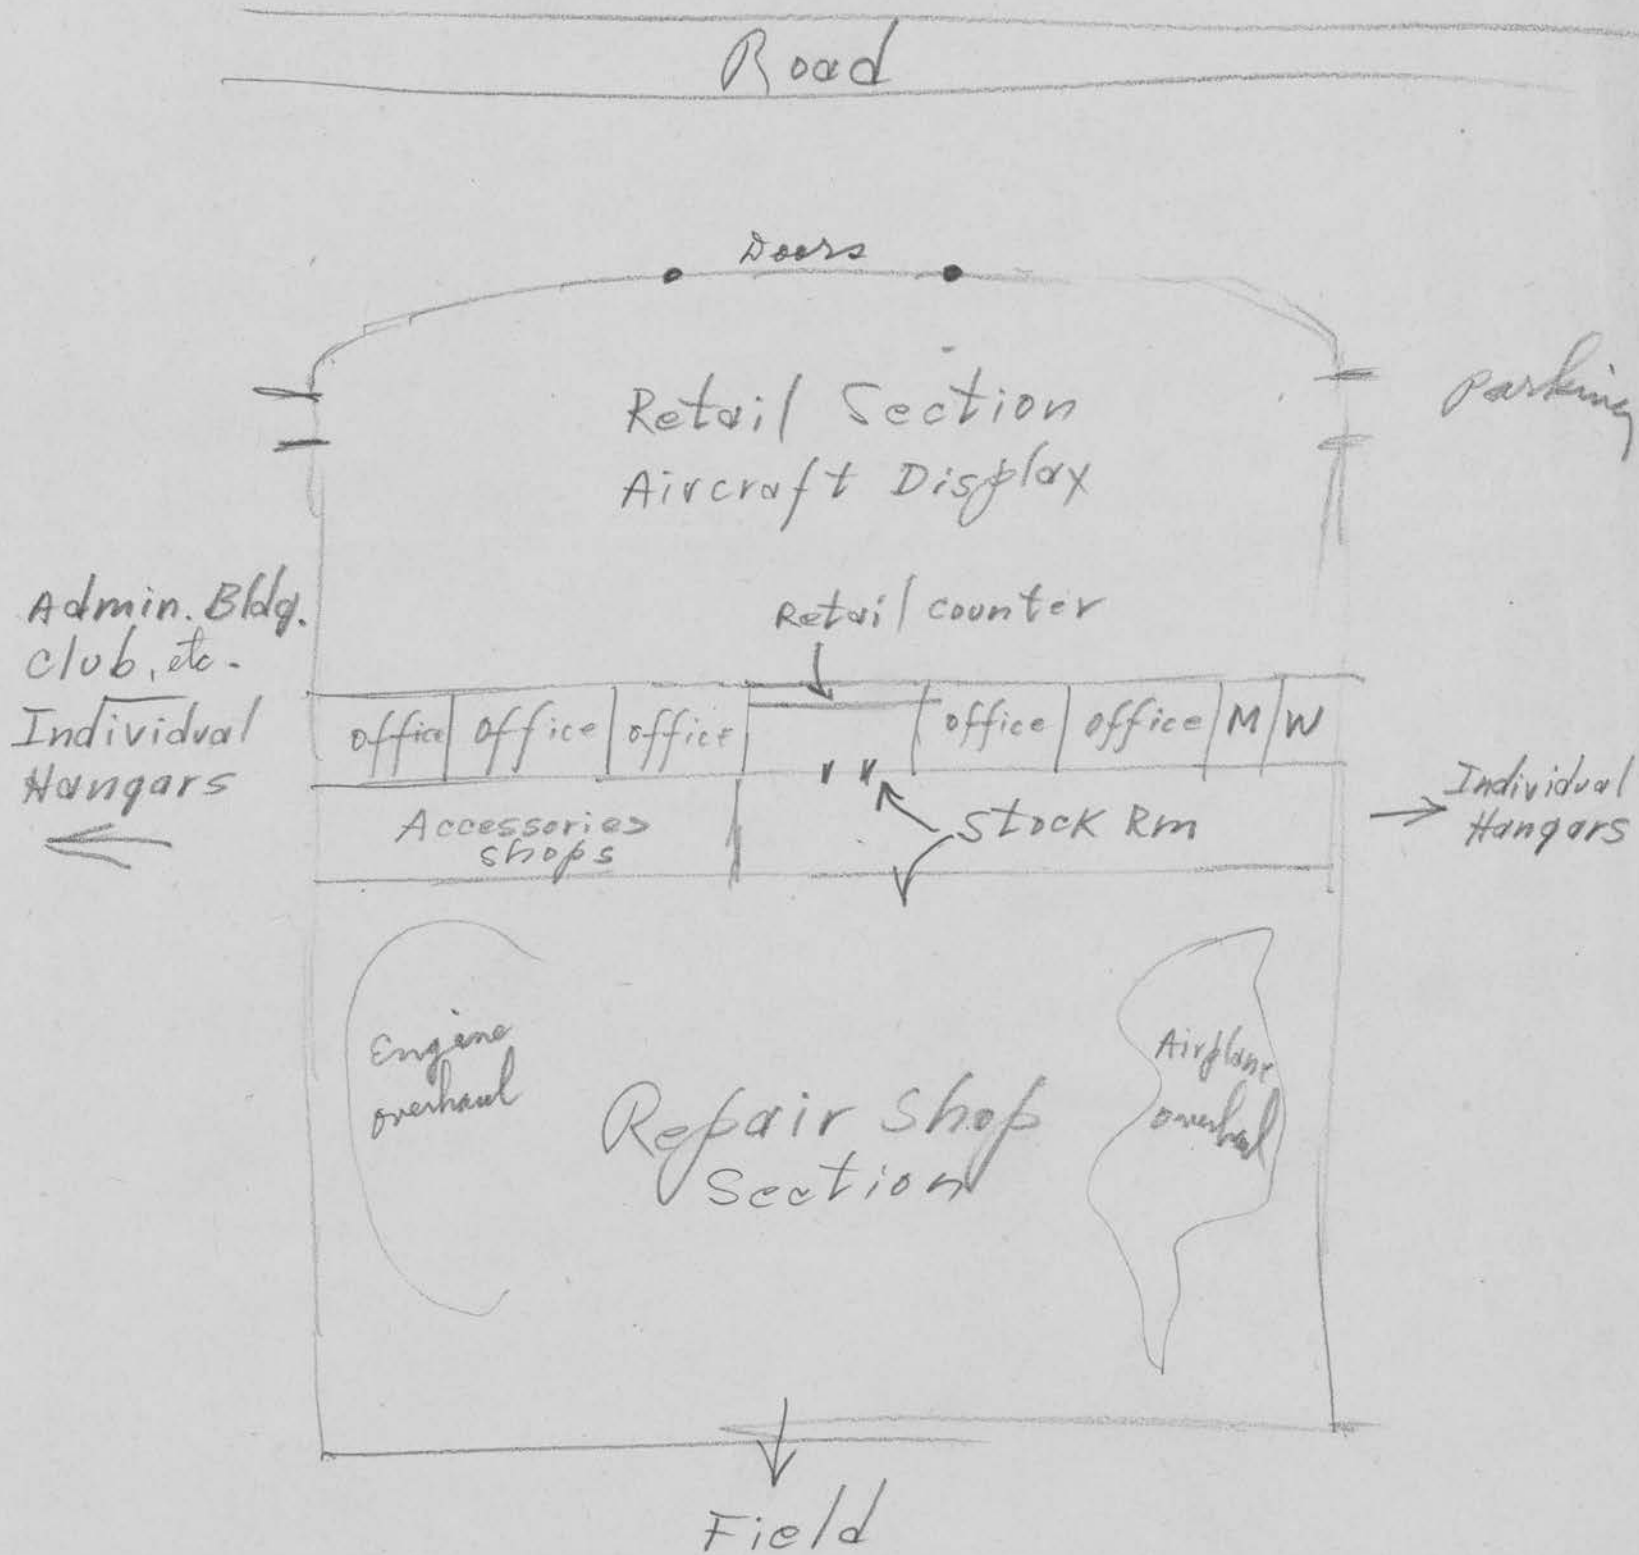 Road
Doors
Retail Section
Aircraft Display
Parking
Admin. Bldg.
Club, etc.
Individual
Hangars
Retail counter
office office office office office M W
Accessories
shops
Stock Rm
Individual
Hangars
Engine
overhaul
Airplane
overhaul
Repair Shop
Section
Field